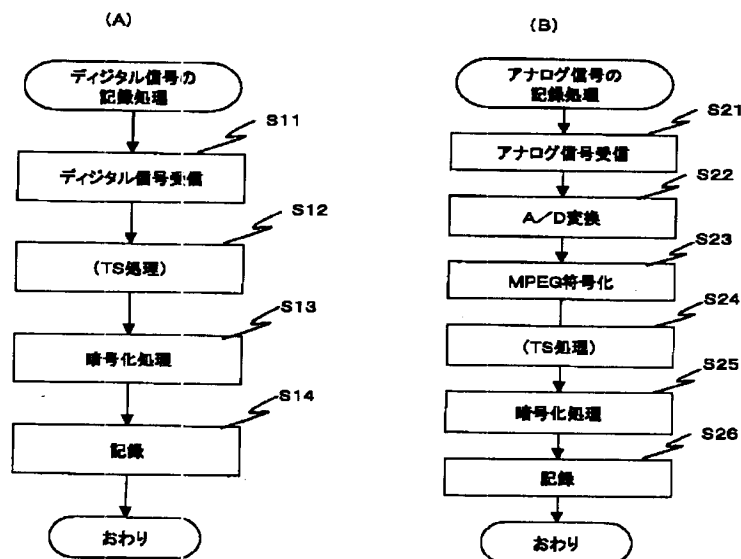 (A)
ディジタル信号の
記録処理
S11
ディジタル信号受信
S12
(TS処理)
S13
暗号化処理
S14
記録
おわり
(B)
アナログ信号の
記録処理
S21
アナログ信号受信
S22
A/D変換
S23
MPEG符号化
S24
(TS処理)
S25
暗号化処理
S26
記録
おわり